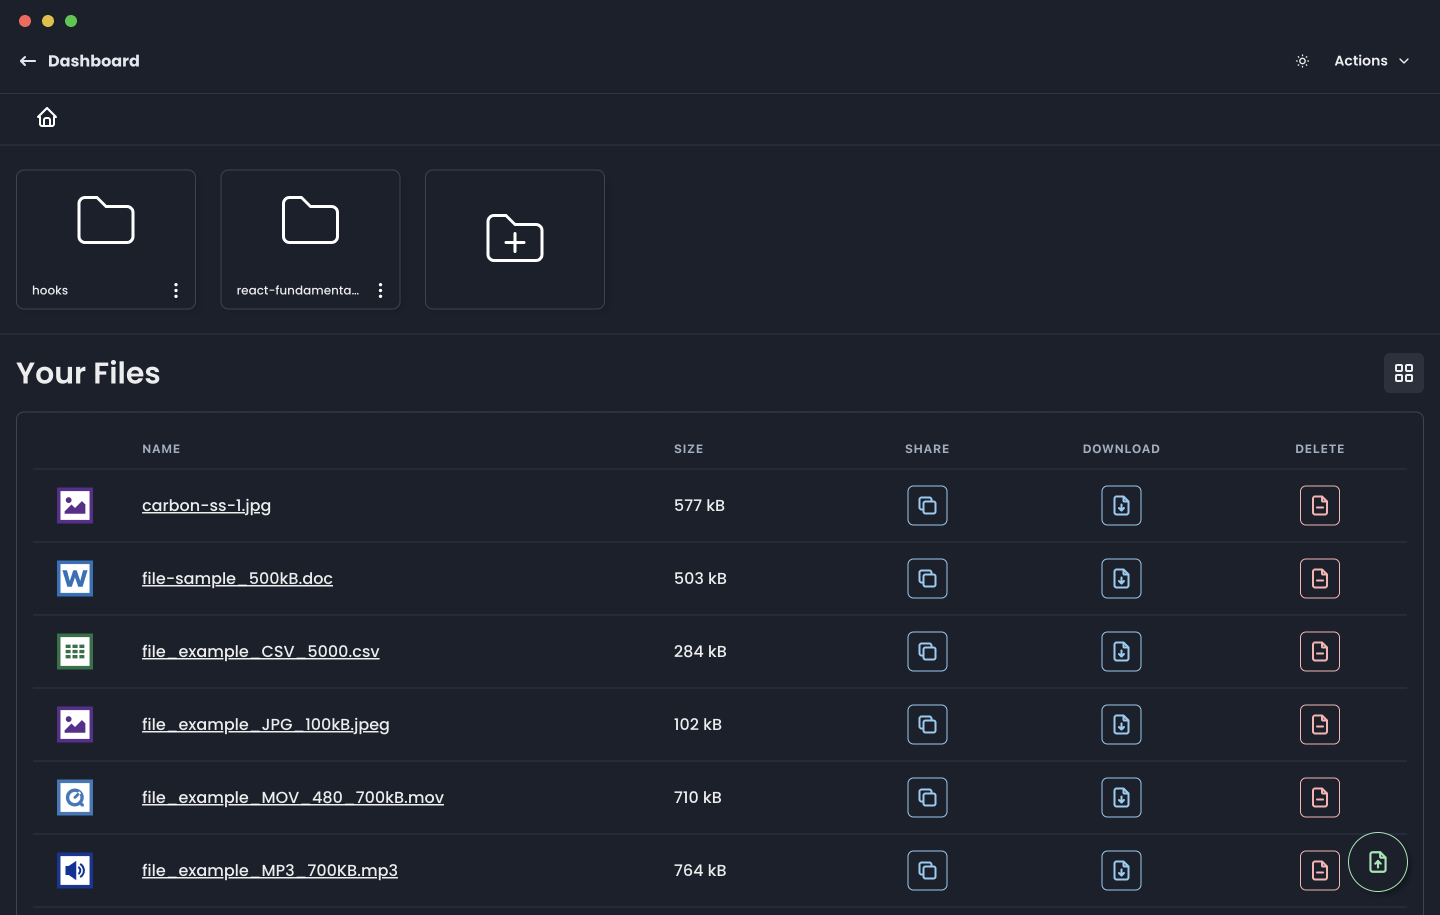 Dashboard
Actions
hooks
react-fundamenta...
Your Files
NAME SIZE SHARE DOWNLOAD DELETE
carbon-ss-1.jpg 577 kB
W file-sample_500kB.doc 503 kB
file_example_CSV_5000.csv 284 kB
file_example_JPG_100kB.jpeg 102 kB
file_example_MOV_480_700kB.mov 710 kB
file_example_MP3_700KB.mp3 764 kB